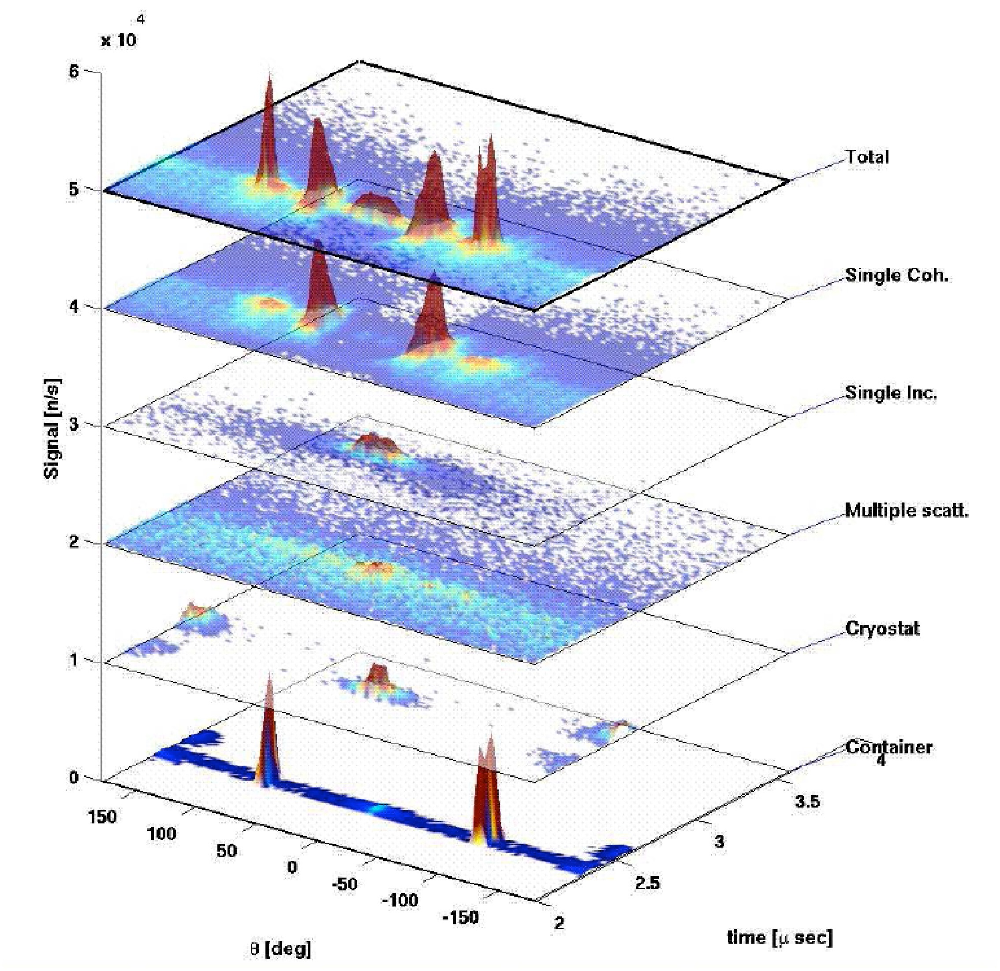 4
x 10
6
5
4
3
2
1
0
Signal [n/s]
Total
Single Coh.
Single Inc.
Multiple scatt.
Cryostat
Container
4
3.5
3
2.5
2
150
100
50
0
-50
-100
-150
θ [deg]
time [μ sec]